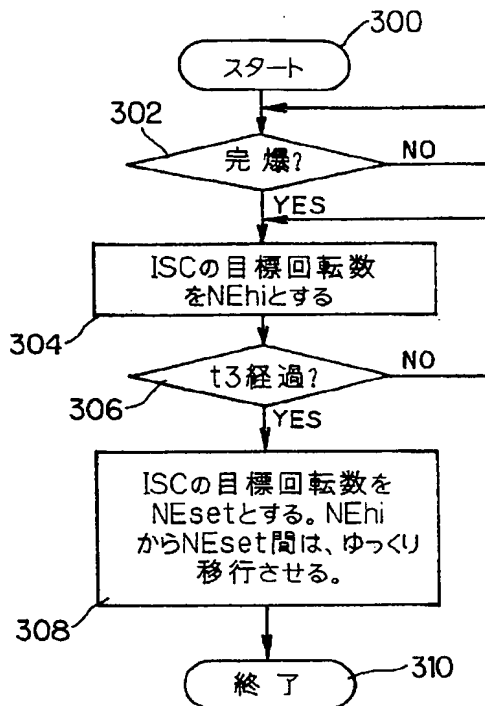 300
スタート
302
完爆?
NO
YES
ISCの目標回転数
をNEhiとする
304
t3経過?
NO
306
YES
ISCの目標回転数を
NEsetとする。NEhi
からNEset間は、ゆっくり
移行させる。
308
310
終了